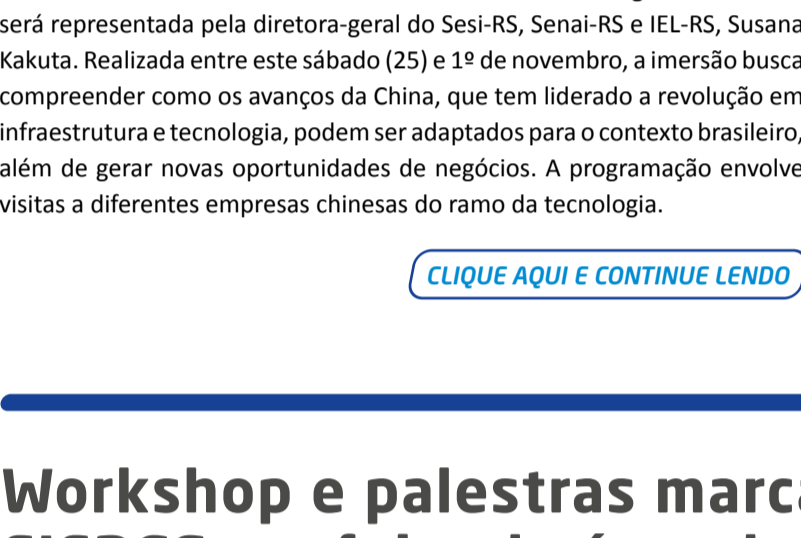 será representada pela diretora-geral do Sesi-RS, Senai-RS e IEL-RS, Susana
Kakuta. Realizada entre este sábado (25) e 1º de novembro, a imersão busca
compreender como os avanços da China, que tem liderado a revolução em
infraestrutura e tecnologia, podem ser adaptados para o contexto brasileiro,
além de gerar novas oportunidades de negócios. A programação envolve
visitas a diferentes empresas chinesas do ramo da tecnologia.
CLIQUE AQUI E CONTINUE LENDO
Workshop e palestras marca